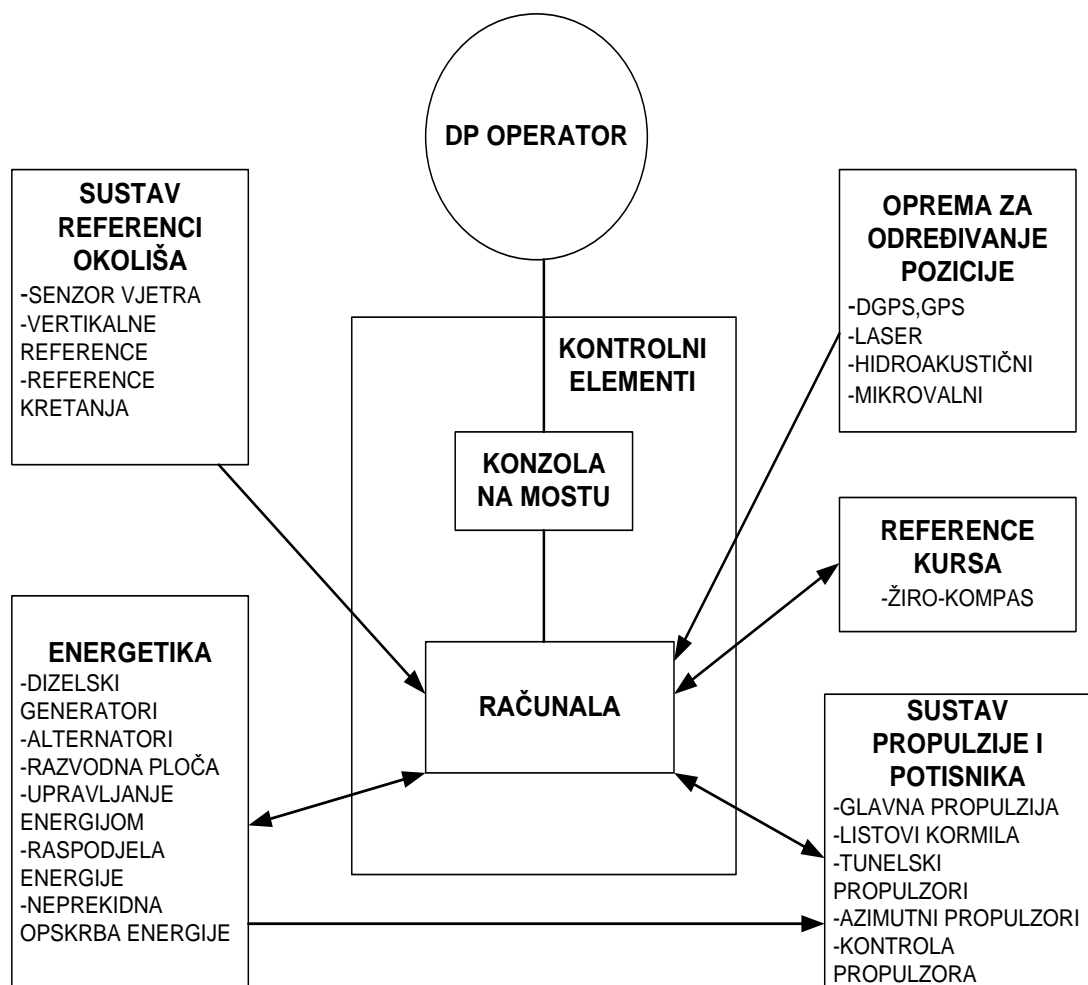 DP OPERATOR
SUSTAV
REFERENCI
OKOLIŠA
-SENZOR VJETRA
-VERTIKALNE
REFERENCE
-REFERENCE
KRETANJA
OPREMA ZA
ODREĐIVANJE
POZICIJE
-DGPS,GPS
-LASER
-HIDROAKUSTIČNI
-MIKROVALNI
KONTROLNI
ELEMENTI
KONZOLA
NA MOSTU
REFERENCE
KURSA
-ŽIRO-KOMPAS
ENERGETIKA
-DIZELSKI
GENERATORI
-ALTERNATORI
-RAZVODNA PLOČA
-UPRAVLJANJE
ENERGIJOM
-RASPODJELA
ENERGIJE
-NEPREKIDNA
OPSKRBA ENERGIJE
RAČUNALA
SUSTAV
PROPULZIJE I
POTISNIKA
-GLAVNA PROPULZIJA
-LISTOVI KORMILA
-TUNELSKI
PROPULZORI
-AZIMUTNI PROPULZORI
-KONTROLA
PROPULZORA